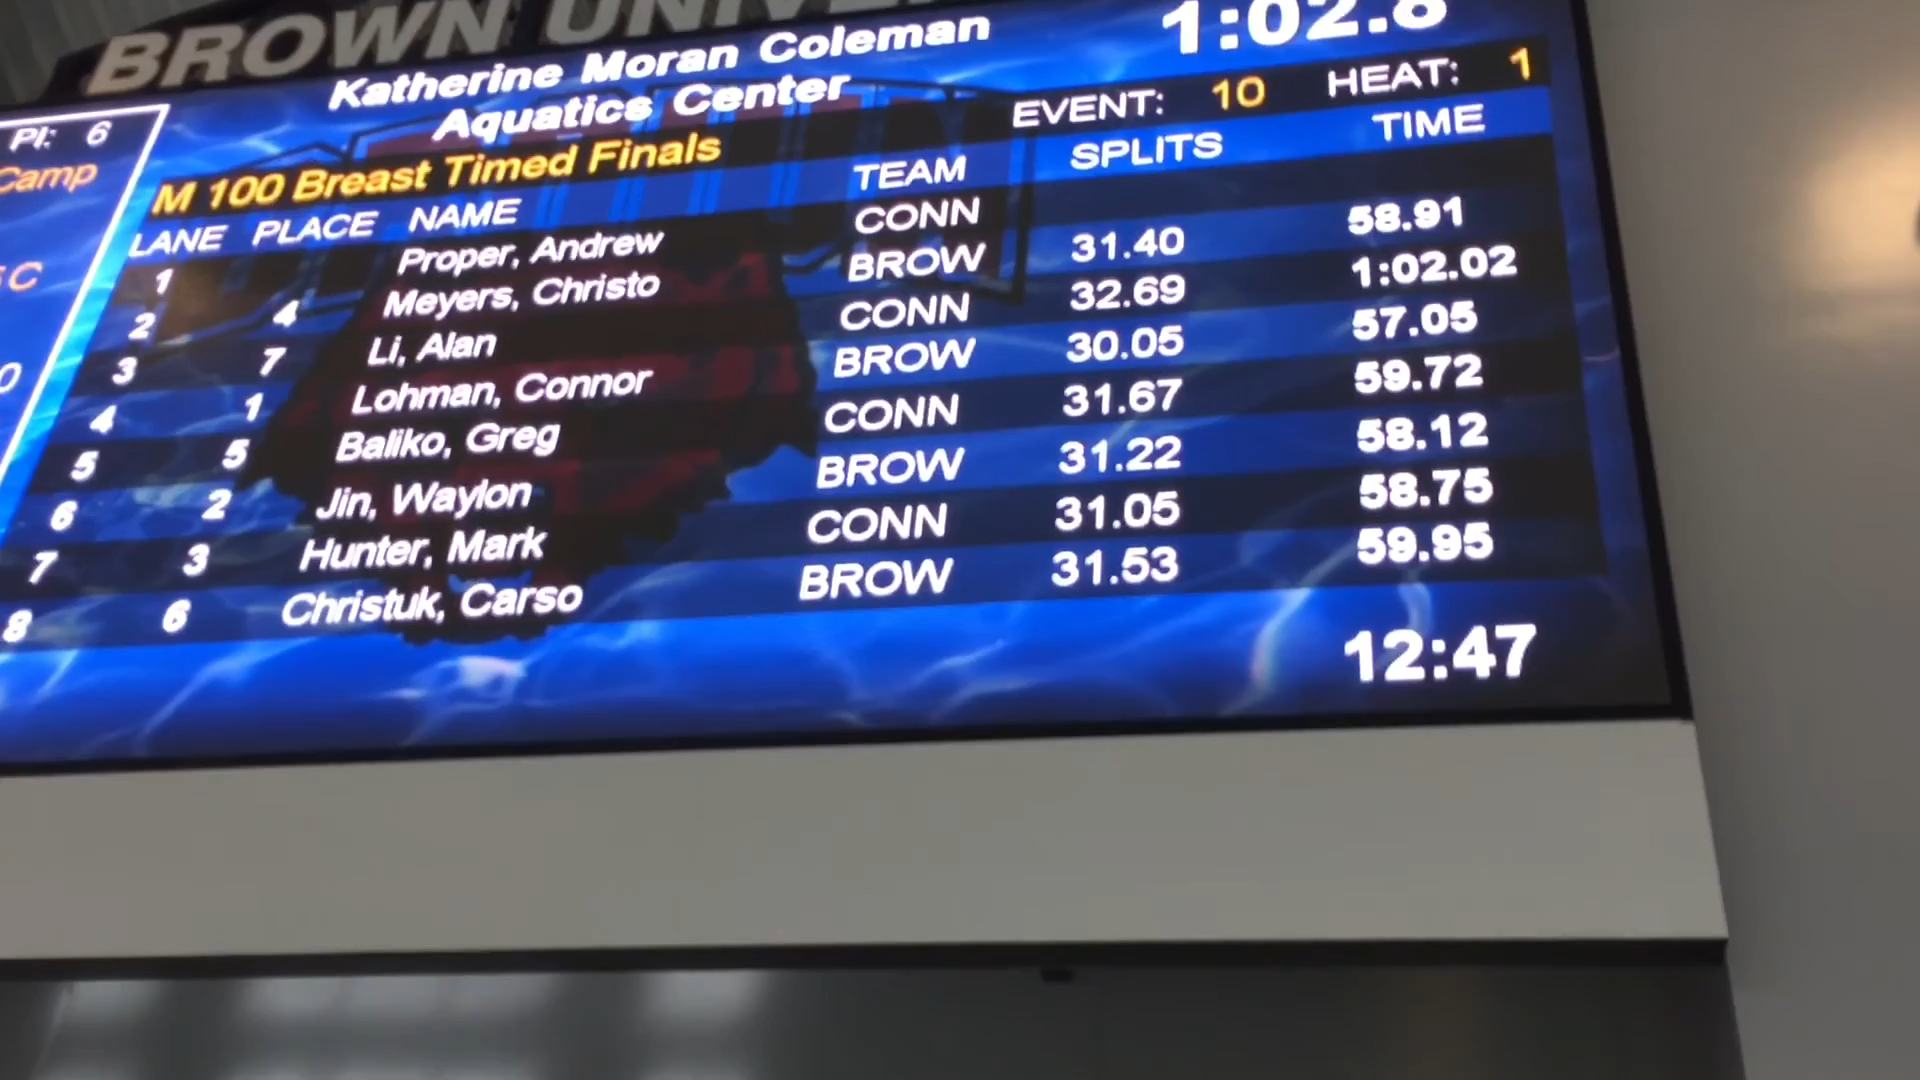 BROWN UNIVE
Katherine Moran Coleman
Aquatics Center
1:02.8
EVENT: 10 HEAT: 1
M 100 Breast Timed Finals
LANE PLACE NAME TEAM SPLITS TIME
1 Proper, Andrew CONN
2 4 Meyers, Christo BROW 31.40 58.91
3 7 Li, Alan CONN 32.69 1:02.02
4 1 Lohman, Connor BROW 30.05 57.05
5 5 Baliko, Greg CONN 31.67 59.72
6 2 Jin, Waylon BROW 31.22 58.12
7 3 Hunter, Mark CONN 31.05 58.75
8 6 Christuk, Carso BROW 31.53 59.95
12:47
Pl: 6
Camp
C
0